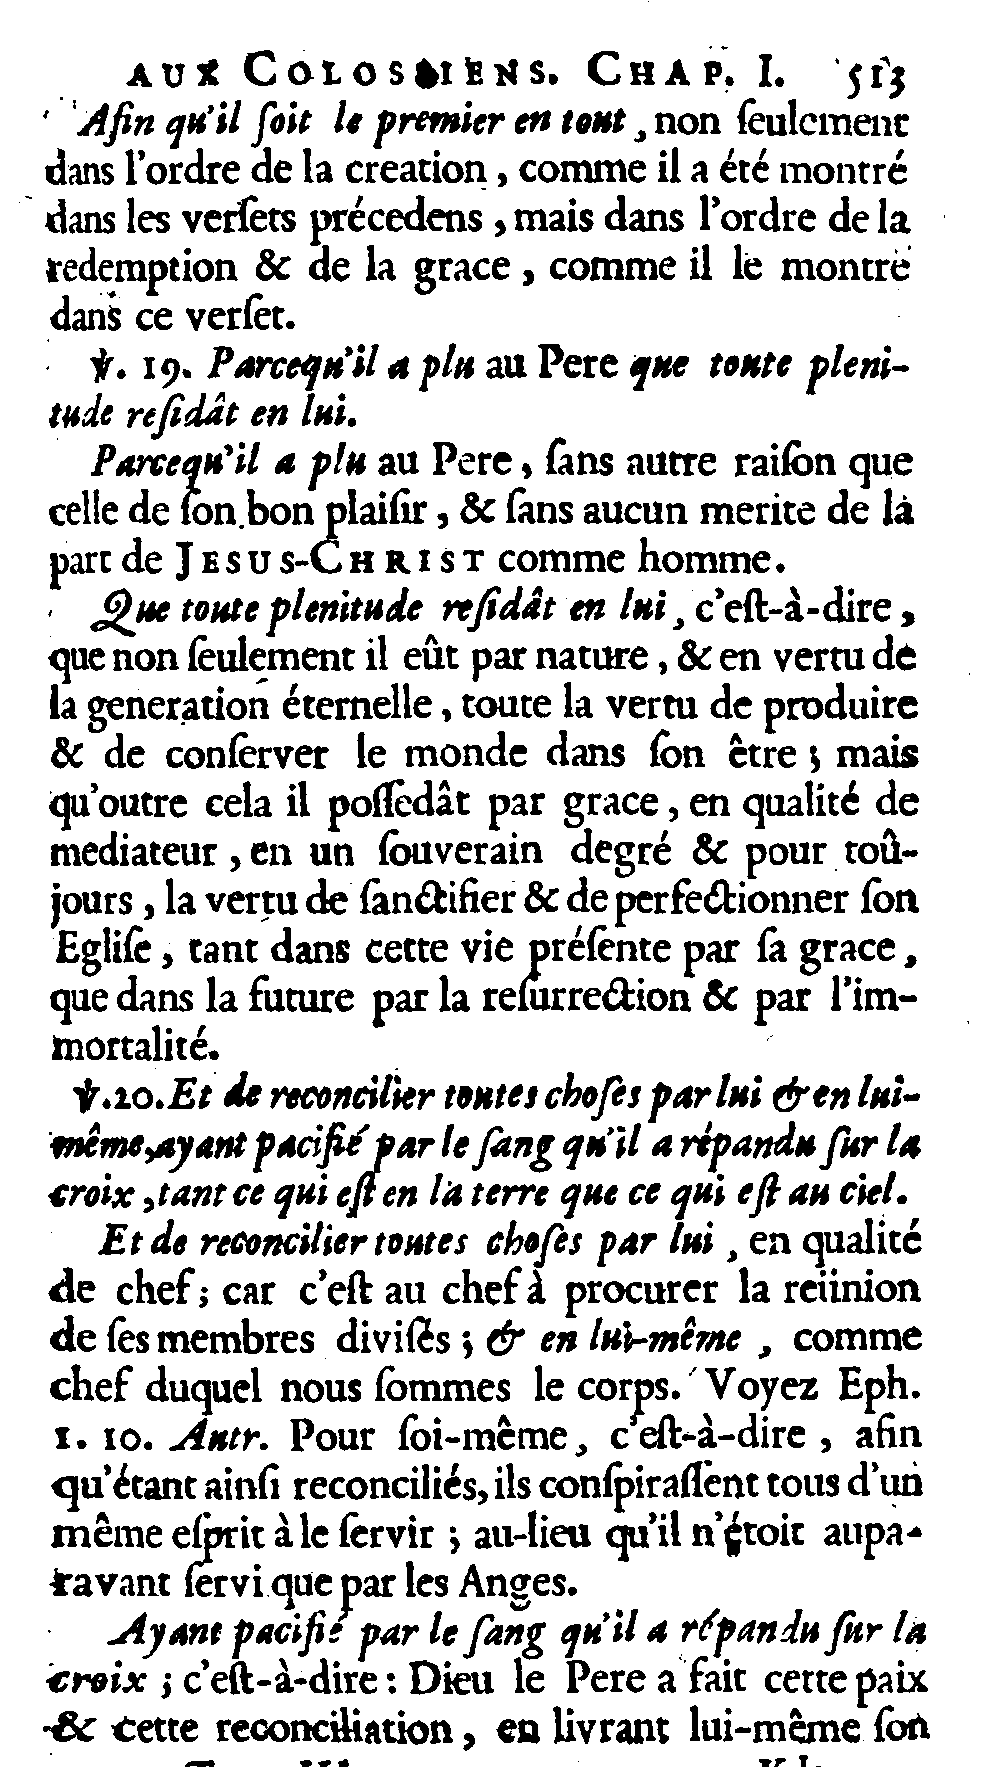 AUX COLOSSIENS. CHAP. I. 513
Afin qu'il ſoit le premier en tout, non ſeulement
dans l'ordre de la creation, comme il a été montré
dans les verſets précedens, mais dans l'ordre de la
redemption & de la grace, comme il le montre
dans ce verſet.
℣. 19. Parcequ'il a plu au Pere que toute pleni-
tude reſidât en lui.
Parcequ'il a plu au Pere, ſans autre raiſon que
celle de ſon bon plaiſir, & ſans aucun merite de la
part de JESUS-CHRIST comme homme.
Que toute plenitude reſidât en lui, c'eſt-à-dire,
que non ſeulement il eût par nature, & en vertu de
la generation éternelle, toute la vertu de produire
& de conſerver le monde dans ſon être; mais
qu'outre cela il poſſedât par grace, en qualité de
mediateur, en un ſouverain degré & pour toû-
jours, la vertu de ſanctifier & de perfectionner ſon
Egliſe, tant dans cette vie préſente par ſa grace,
que dans la future par la reſurrection & par l'im-
mortalité.
℣. 20. Et de reconcilier toutes choſes par lui & en lui-
même, ayant pacifié par le ſang qu'il a répandu ſur la
croix, tant ce qui eſt en la terre que ce qui eſt au ciel.
Et de reconcilier toutes choſes par lui, en qualité
de chef; car c'eſt au chef à procurer la reünion
de ſes membres diviſés; & en lui-même, comme
chef duquel nous ſommes le corps. Voyez Eph.
1. 10. Autr. Pour ſoi-même, c'eſt-à-dire, afin
qu'étant ainſi reconciliés, ils conſpiraſſent tous d'un
même eſprit à le ſervir; au-lieu qu'il n'étoit aupa-
ravant ſervi que par les Anges.
Ayant pacifié par le ſang qu'il a répandu ſur la
croix; c'eſt-à-dire: Dieu le Pere a fait cette paix
& cette reconciliation, en livrant lui-même ſon